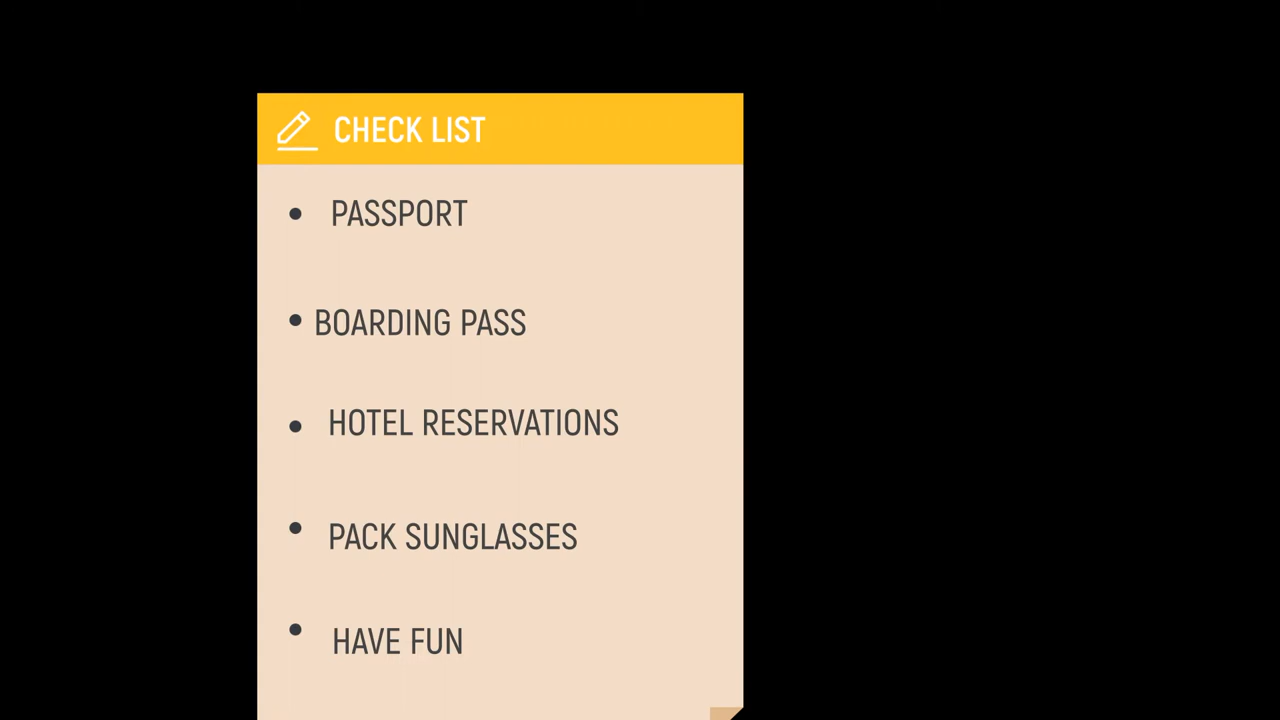 CHECK LIST
• PASSPORT
• BOARDING PASS
• HOTEL RESERVATIONS
• PACK SUNGLASSES
• HAVE FUN